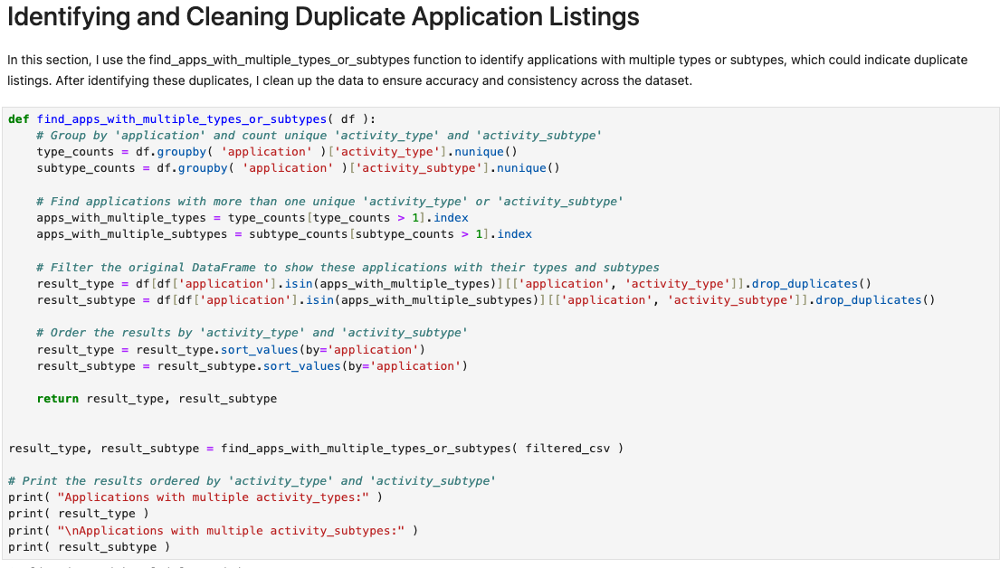 Identifying and Cleaning Duplicate Application Listings
In this section, I use the find_apps_with_multiple_types_or_subtypes function to identify applications with multiple types or subtypes, which could indicate duplicate
listings. After identifying these duplicates, I clean up the data to ensure accuracy and consistency across the dataset.
def find_apps_with_multiple_types_or_subtypes( df ):
    # Group by 'application' and count unique 'activity_type' and 'activity_subtype'
    type_counts = df.groupby( 'application' )['activity_type'].nunique()
    subtype_counts = df.groupby( 'application' )['activity_subtype'].nunique()
    # Find applications with more than one unique 'activity_type' or 'activity_subtype'
    apps_with_multiple_types = type_counts[type_counts > 1].index
    apps_with_multiple_subtypes = subtype_counts[subtype_counts > 1].index
    # Filter the original DataFrame to show these applications with their types and subtypes
    result_type = df[df['application'].isin(apps_with_multiple_types)][['application', 'activity_type']].drop_duplicates()
    result_subtype = df[df['application'].isin(apps_with_multiple_subtypes)][['application', 'activity_subtype']].drop_duplicates()
    # Order the results by 'activity_type' and 'activity_subtype'
    result_type = result_type.sort_values(by='application')
    result_subtype = result_subtype.sort_values(by='application')
    return result_type, result_subtype
result_type, result_subtype = find_apps_with_multiple_types_or_subtypes( filtered_csv )
# Print the results ordered by 'activity_type' and 'activity_subtype'
print( "Applications with multiple activity_types:" )
print( result_type )
print( "\nApplications with multiple activity_subtypes:" )
print( result_subtype )